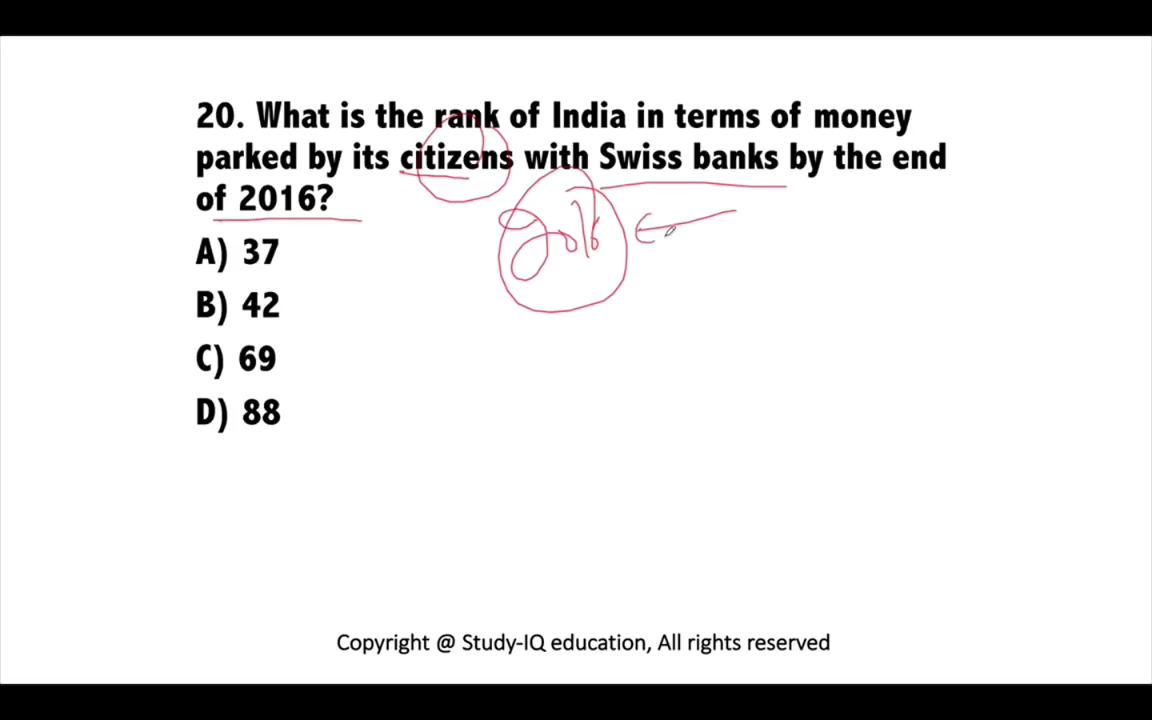 20. What is the rank of India in terms of money
parked by its citizens with Swiss banks by the end
of 2016?
2016
A) 37
B) 42
C) 69
D) 88
Copyright @ Study-IQ education, All rights reserved